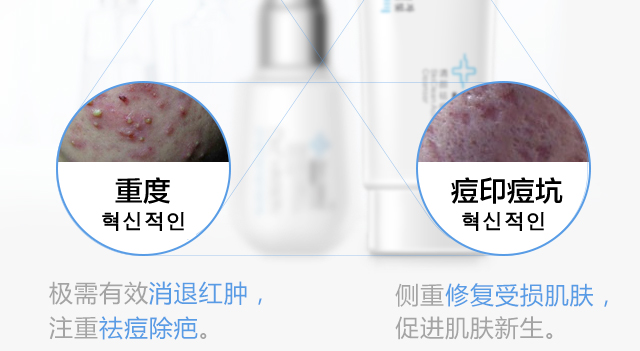 重度
혁신적인
痘印痘坑
혁신적인
极需有效消退红肿，
注重祛痘除疤。
侧重修复受损肌肤，
促进肌肤新生。